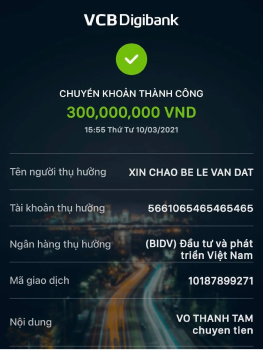 VCB Digibank
CHUYỂN KHOẢN THÀNH CÔNG
300,000,000 VND
15:55 Thứ Tư 10/03/2021
Tên người thụ hưởng XIN CHAO BE LE VAN DAT
Tài khoản thụ hưởng 5661065465465465
Ngân hàng thụ hưởng (BIDV) Đầu tư và phát
triển Việt Nam
Mã giao dịch 10187899271
Nội dung VO THANH TAM
chuyen tien